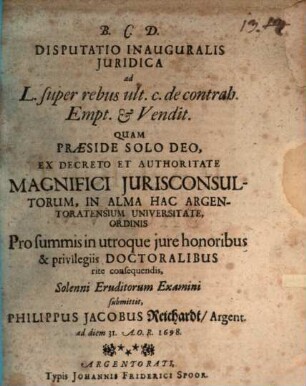 B. C. D.
DISPUTATIO INAUGURALIS
JURIDICA
ad
L. super rebus ult. c. de contrah.
Empt. & Vendit.
QUAM
PRÆSIDE SOLO DEO,
EX DECRETO ET AUTHORITATE
MAGNIFICI JURISCONSUL-
TORUM, IN ALMA HAC ARGEN-
TORATENSIUM UNIVERSITATE,
ORDINIS
Pro summis in utroque jure honoribus
& privilegiis DOCTORALIBUS
rite consequendis,
Solenni Eruditorum Examini
submittit,
PHILIPPUS JACOBUS Reichardt/ Argent.
ad diem 31. A.O.R. 1698.
ARGENTORATI,
Typis JOHANNIS FRIDERICI SPOOR.